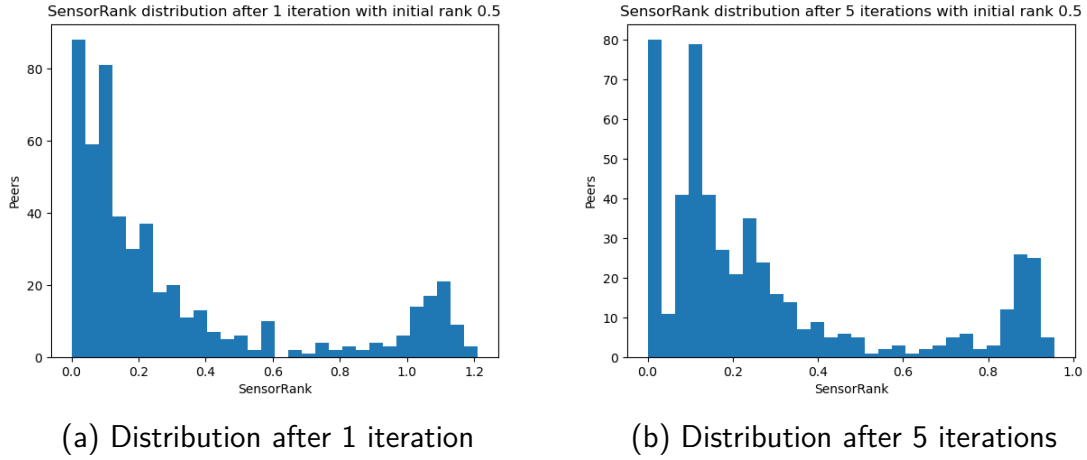 SensorRank distribution after 1 iteration with initial rank 0.5
80
60
40
20
0
Peers
0.0 0.2 0.4 0.6 0.8 1.0 1.2
SensorRank
(a) Distribution after 1 iteration
SensorRank distribution after 5 iterations with initial rank 0.5
80
70
60
50
40
30
20
10
0
Peers
0.0 0.2 0.4 0.6 0.8 1.0
SensorRank
(b) Distribution after 5 iterations